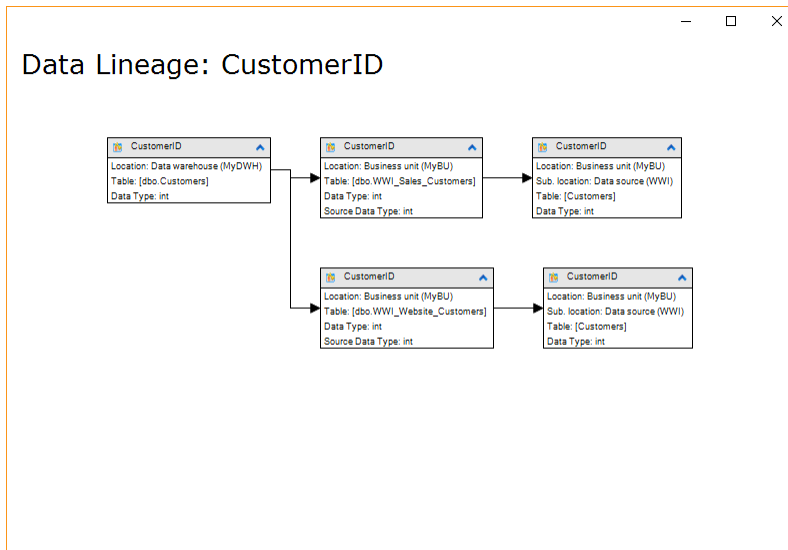 Data Lineage: CustomerID
CustomerID
Location: Data warehouse (MyDWH)
Table: [dbo.Customers]
Data Type: int
CustomerID
Location: Business unit (MyBU)
Table: [dbo.WWI_Sales_Customers]
Data Type: int
Source Data Type: int
CustomerID
Location: Business unit (MyBU)
Sub. location: Data source (WWI)
Table: [Customers]
Data Type: int
CustomerID
Location: Business unit (MyBU)
Table: [dbo.WWI_Website_Customers]
Data Type: int
Source Data Type: int
CustomerID
Location: Business unit (MyBU)
Sub. location: Data source (WWI)
Table: [Customers]
Data Type: int